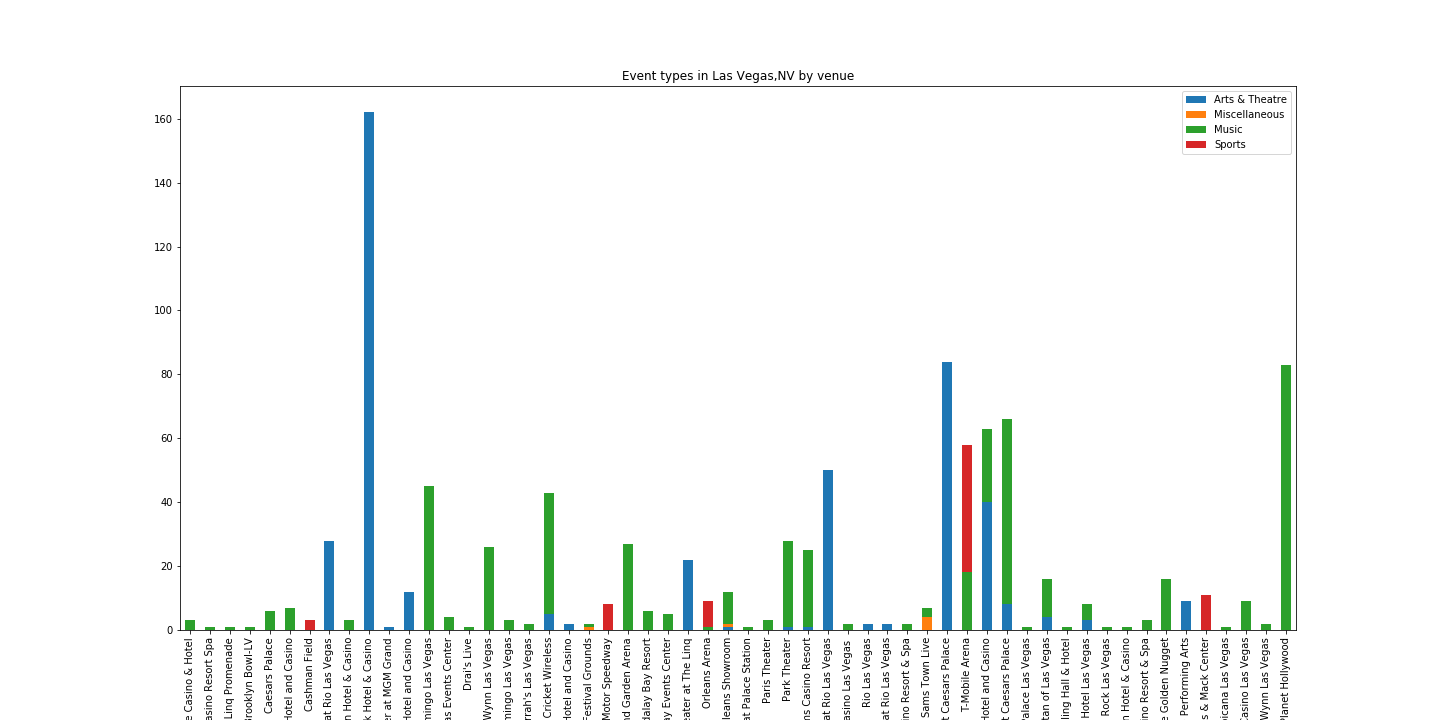 Event types in Las Vegas,NV by venue
Arts & Theatre
Miscellaneous
Music
Sports
160
140
120
100
80
60
40
20
0
e Casino & Hotel
asino Resort Spa
Linq Promenade
Brooklyn Bowl-LV
Caesars Palace
Hotel and Casino
Cashman Field
at Rio Las Vegas
n Hotel & Casino
k Hotel & Casino
er at MGM Grand
Hotel and Casino
mingo Las Vegas
as Events Center
Drai's Live
Wynn Las Vegas
mingo Las Vegas
rrah's Las Vegas
Cricket Wireless
Hotel and Casino
Festival Grounds
Motor Speedway
nd Garden Arena
dalay Bay Resort
ay Events Center
eater at The Linq
Orleans Arena
leans Showroom
at Palace Station
Paris Theater
Park Theater
ns Casino Resort
at Rio Las Vegas
asino Las Vegas
Rio Las Vegas
at Rio Las Vegas
ino Resort & Spa
Sams Town Live
t Caesars Palace
T-Mobile Arena
Hotel and Casino
t Caesars Palace
Palace Las Vegas
tan of Las Vegas
ling Hall & Hotel
Hotel Las Vegas
Rock Las Vegas
n Hotel & Casino
ino Resort & Spa
e Golden Nugget
Performing Arts
s & Mack Center
picana Las Vegas
Casino Las Vegas
Wynn Las Vegas
Planet Hollywood